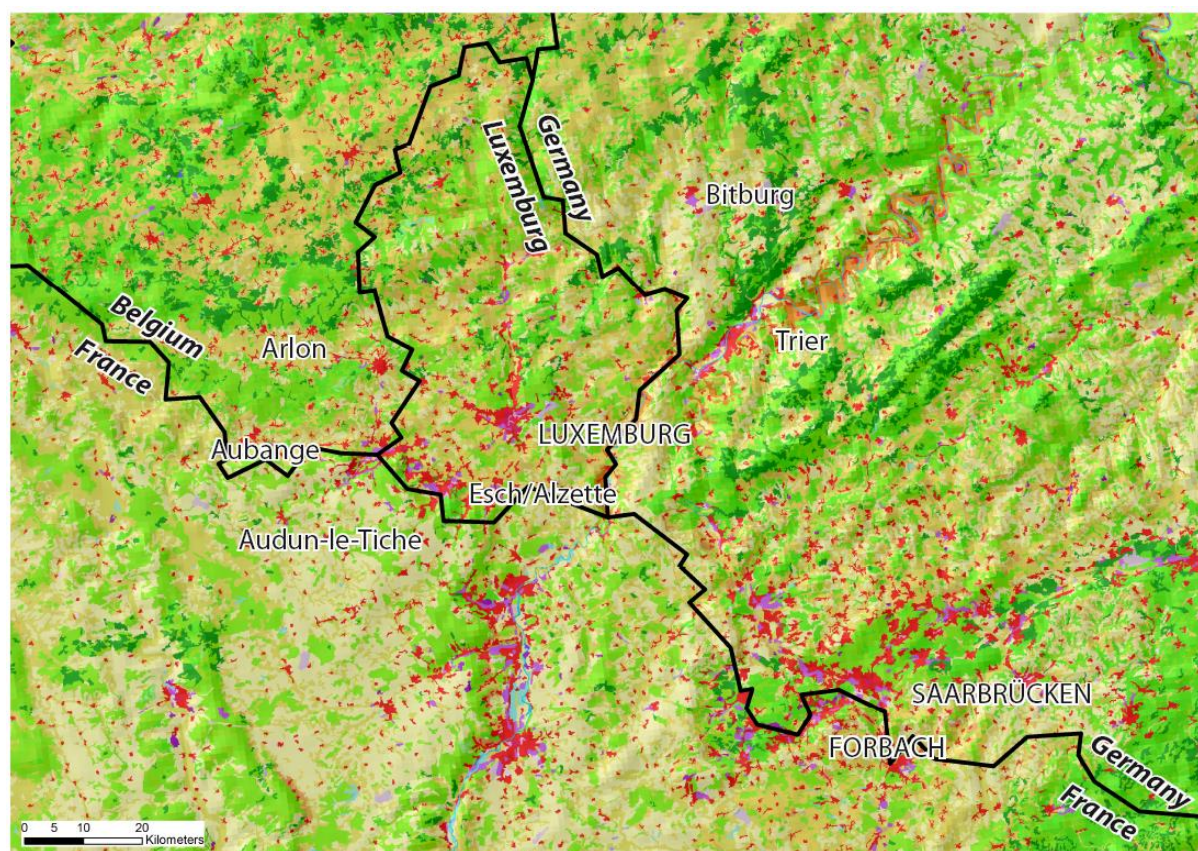 Germany
Luxemburg
Bitburg
Belgium
France
Arlon
Trier
Aubange
LUXEMBURG
Esch/Alzette
Audun-le-Tiche
SAARBRÜCKEN
FORBACH
Germany
France
0 5 10 20
Kilometers